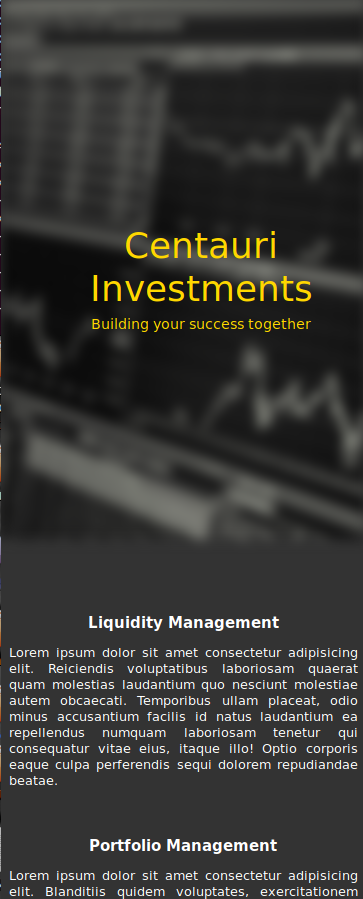 Centauri
Investments
Building your success together
Liquidity Management
Lorem ipsum dolor sit amet consectetur adipisicing
elit. Reiciendis voluptatibus laboriosam quaerat
quam molestias laudantium quo nesciunt molestiae
autem obcaecati. Temporibus ullam placeat, odio
minus accusantium facilis id natus laudantium ea
repellendus numquam laboriosam tenetur qui
consequatur vitae eius, itaque illo! Optio corporis
eaque culpa perferendis sequi dolorem repudiandae
beatae.
Portfolio Management
Lorem ipsum dolor sit amet consectetur adipisicing
elit. Blanditiis quidem voluptates, exercitationem